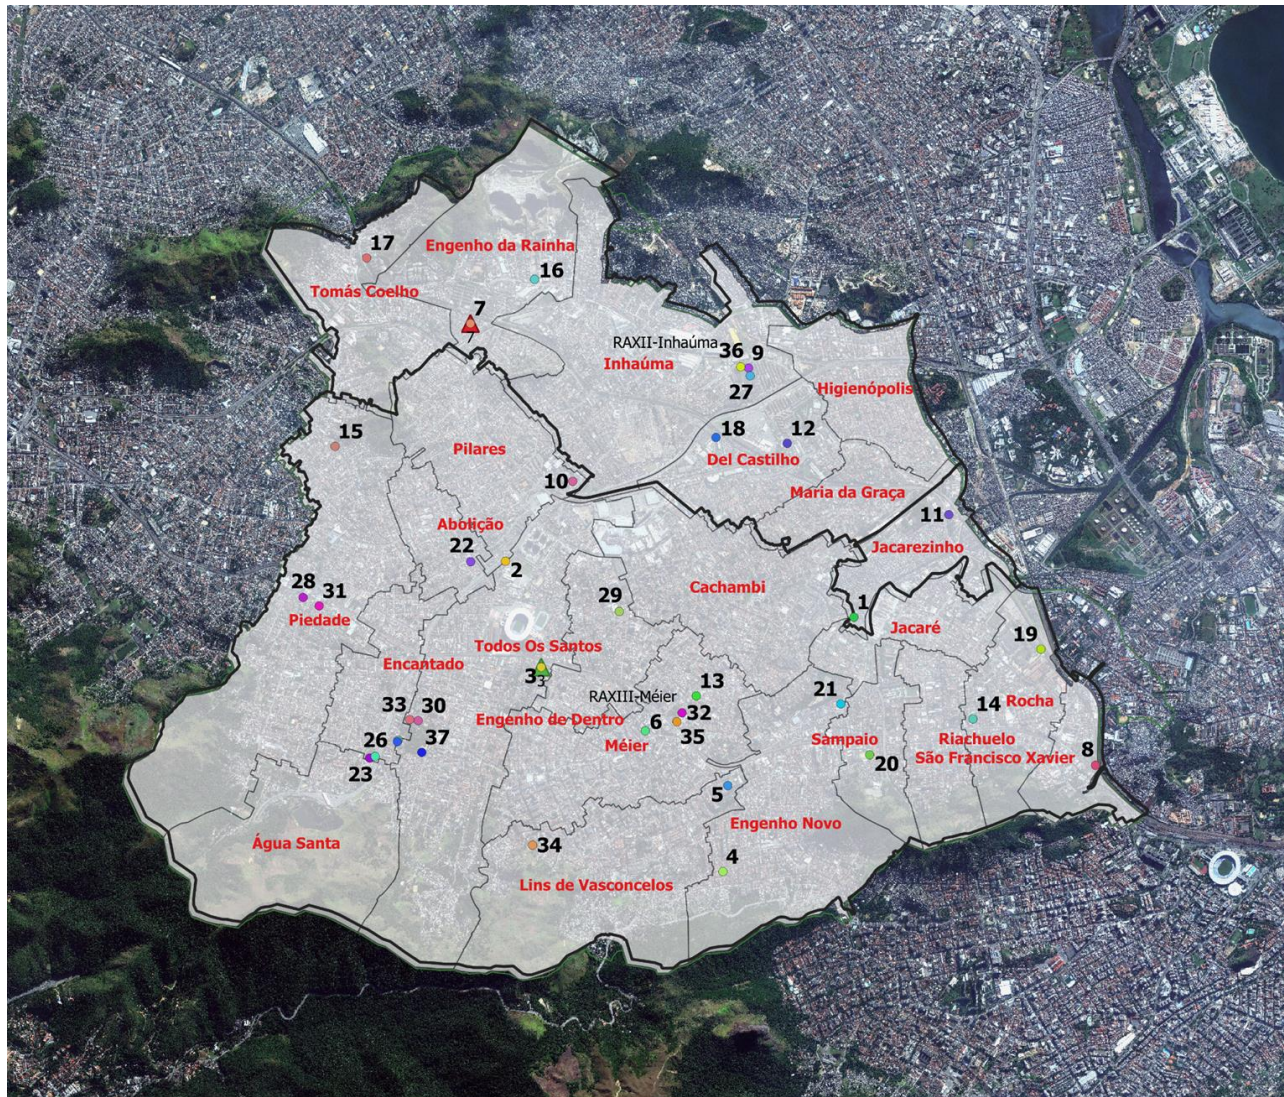 17
Engenho da Rainha
16
Tomás Coelho
7
7
RAXII-Inhaúma
36 9
Inhaúma
27
Higienópolis
15
Pilares
18
12
Del Castilho
10
Maria da Graça
11
Abolição
22
2
Jacarezinho
28
31
Piedade
29
Cachambi
1
Jacaré
19
Todos Os Santos
Encantado
3
3
RAXIII-Méier
13
21
Rocha
33 30
Engenho de Dentro
6
32
14
Méier
35
Sampaio
Riachuelo
26
37
20
São Francisco Xavier
8
23
5
Engenho Novo
Água Santa
34
4
Lins de Vasconcelos